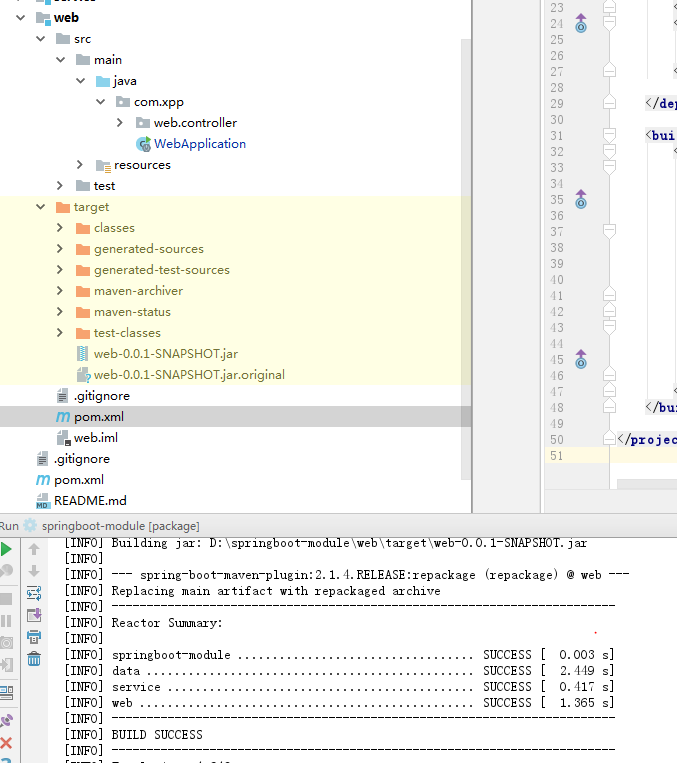 web
src
main
java
com.xpp
web.controller
WebApplication
resources
test
target
classes
generated-sources
generated-test-sources
maven-archiver
maven-status
test-classes
web-0.0.1-SNAPSHOT.jar
web-0.0.1-SNAPSHOT.jar.original
.gitignore
pom.xml
web.iml
.gitignore
pom.xml
README.md
23 <
24 <
25
26
27 <
28
29 </dep
30
31 <bui
32 <
33
34
35
36
37
38
39
40
41
42
43
44
45
46
47 <
48 </bui
49
50 </projec
51
Run springboot-module [package]
[INFO] Building jar: D:\springboot-module\web\target\web-0.0.1-SNAPSHOT.jar
[INFO]
[INFO] --- spring-boot-maven-plugin:2.1.4.RELEASE:repackage (repackage) @ web ---
[INFO] Replacing main artifact with repackaged archive
[INFO] ------------------------------------------------------------------------
[INFO] Reactor Summary:
[INFO]
[INFO] springboot-module .................................. SUCCESS [  0.003 s]
[INFO] data ............................................... SUCCESS [  2.449 s]
[INFO] service ............................................ SUCCESS [  0.417 s]
[INFO] web ................................................ SUCCESS [  1.365 s]
[INFO] ------------------------------------------------------------------------
[INFO] BUILD SUCCESS
[INFO] ------------------------------------------------------------------------